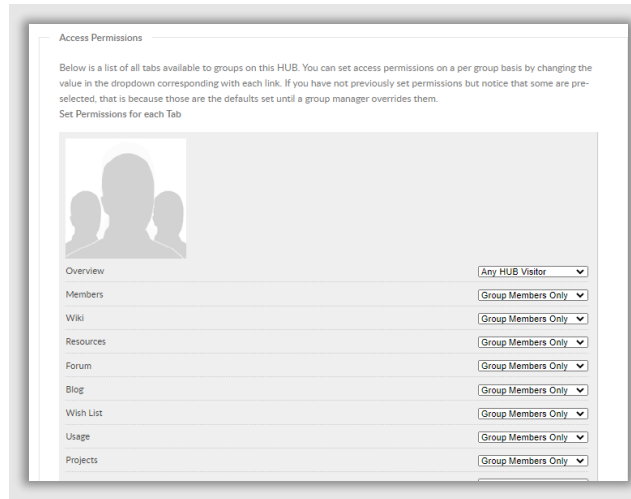 Access Permissions
Below is a list of all tabs available to groups on this HUB. You can set access permissions on a per group basis by changing the
value in the dropdown corresponding with each link. If you have not previously set permissions but notice that some are pre-
selected, that is because those are the defaults set until a group manager overrides them.
Set Permissions for each Tab
Overview Any HUB Visitor
Members Group Members Only
Wiki Group Members Only
Resources Group Members Only
Forum Group Members Only
Blog Group Members Only
Wish List Group Members Only
Usage Group Members Only
Projects Group Members Only